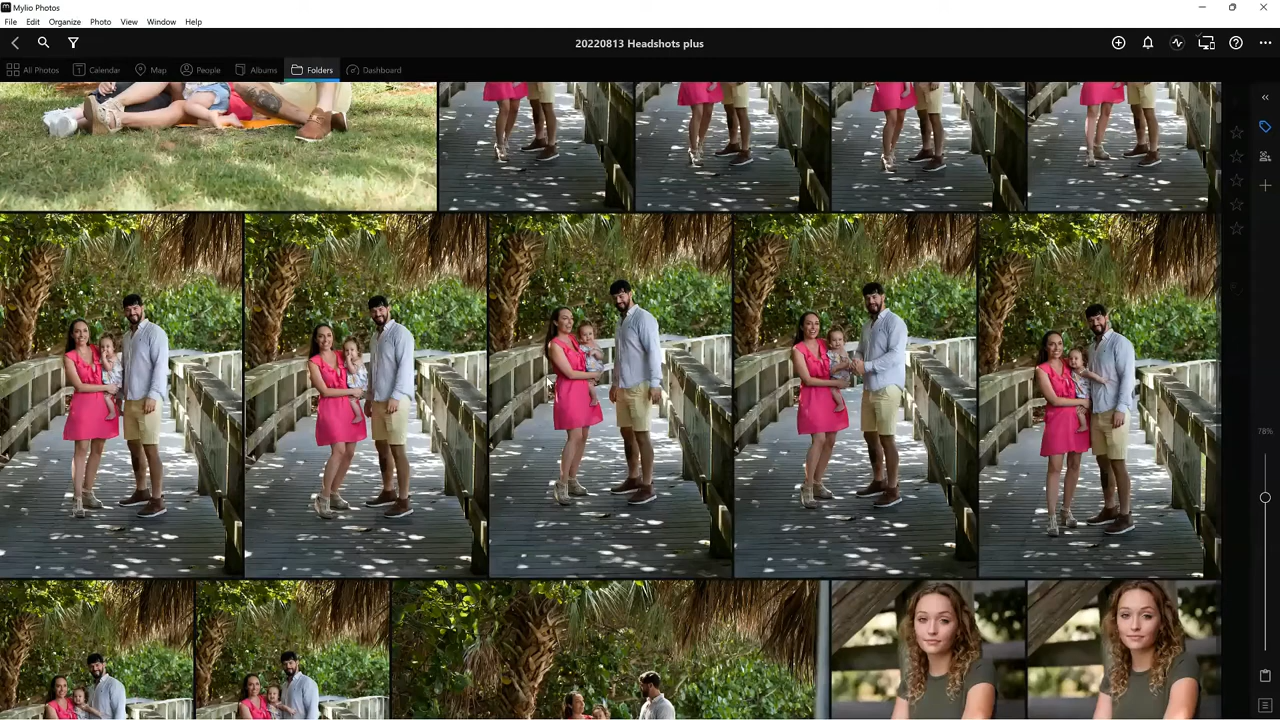 Mylio Photos
File Edit Organize Photo View Window Help
20220813 Headshots plus
All Photos Calendar Map People Albums Folders Dashboard
78%